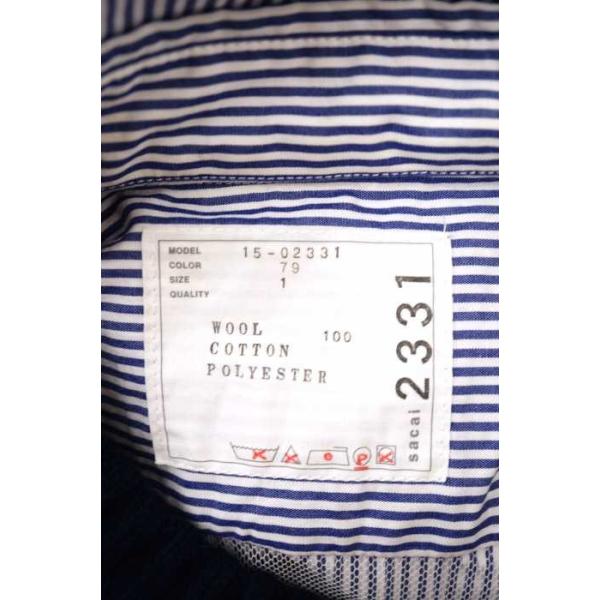 MODEL 15-02331
COLOR 79
SIZE 1
QUALITY
WOOL 100
COTTON
POLYESTER
P
sacai 2331